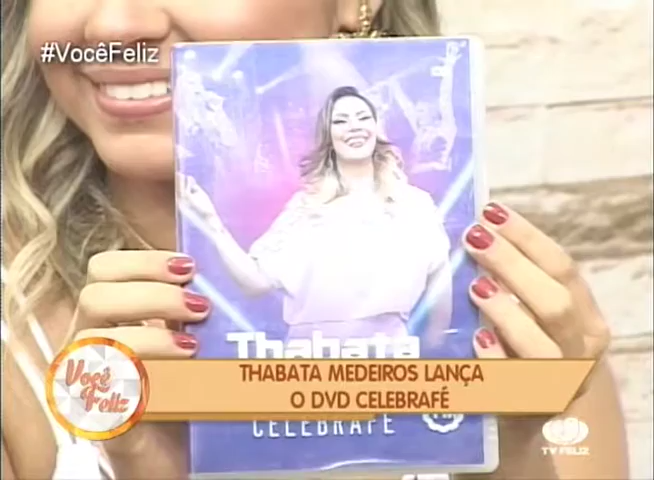 #VocêFeliz
Thabata
THABATA MEDEIROS LANÇA
O DVD CELEBRAFÉ
Você
Feliz
CELEBRAFÉ
TV FELIZ